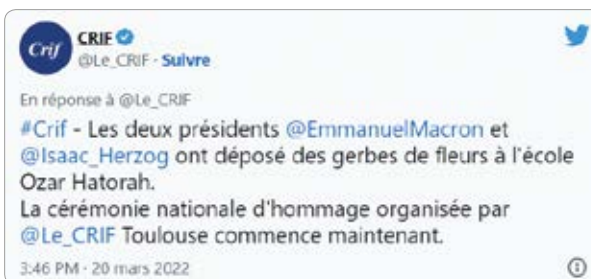 Crif
CRIF
@Le_CRIF · Suivre
En réponse à @Le_CRIF
#Crif - Les deux présidents @EmmanuelMacron et
@Isaac_Herzog ont déposé des gerbes de fleurs à l'école
Ozar Hatorah.
La cérémonie nationale d'hommage organisée par
@Le_CRIF Toulouse commence maintenant.
3:46 PM · 20 mars 2022